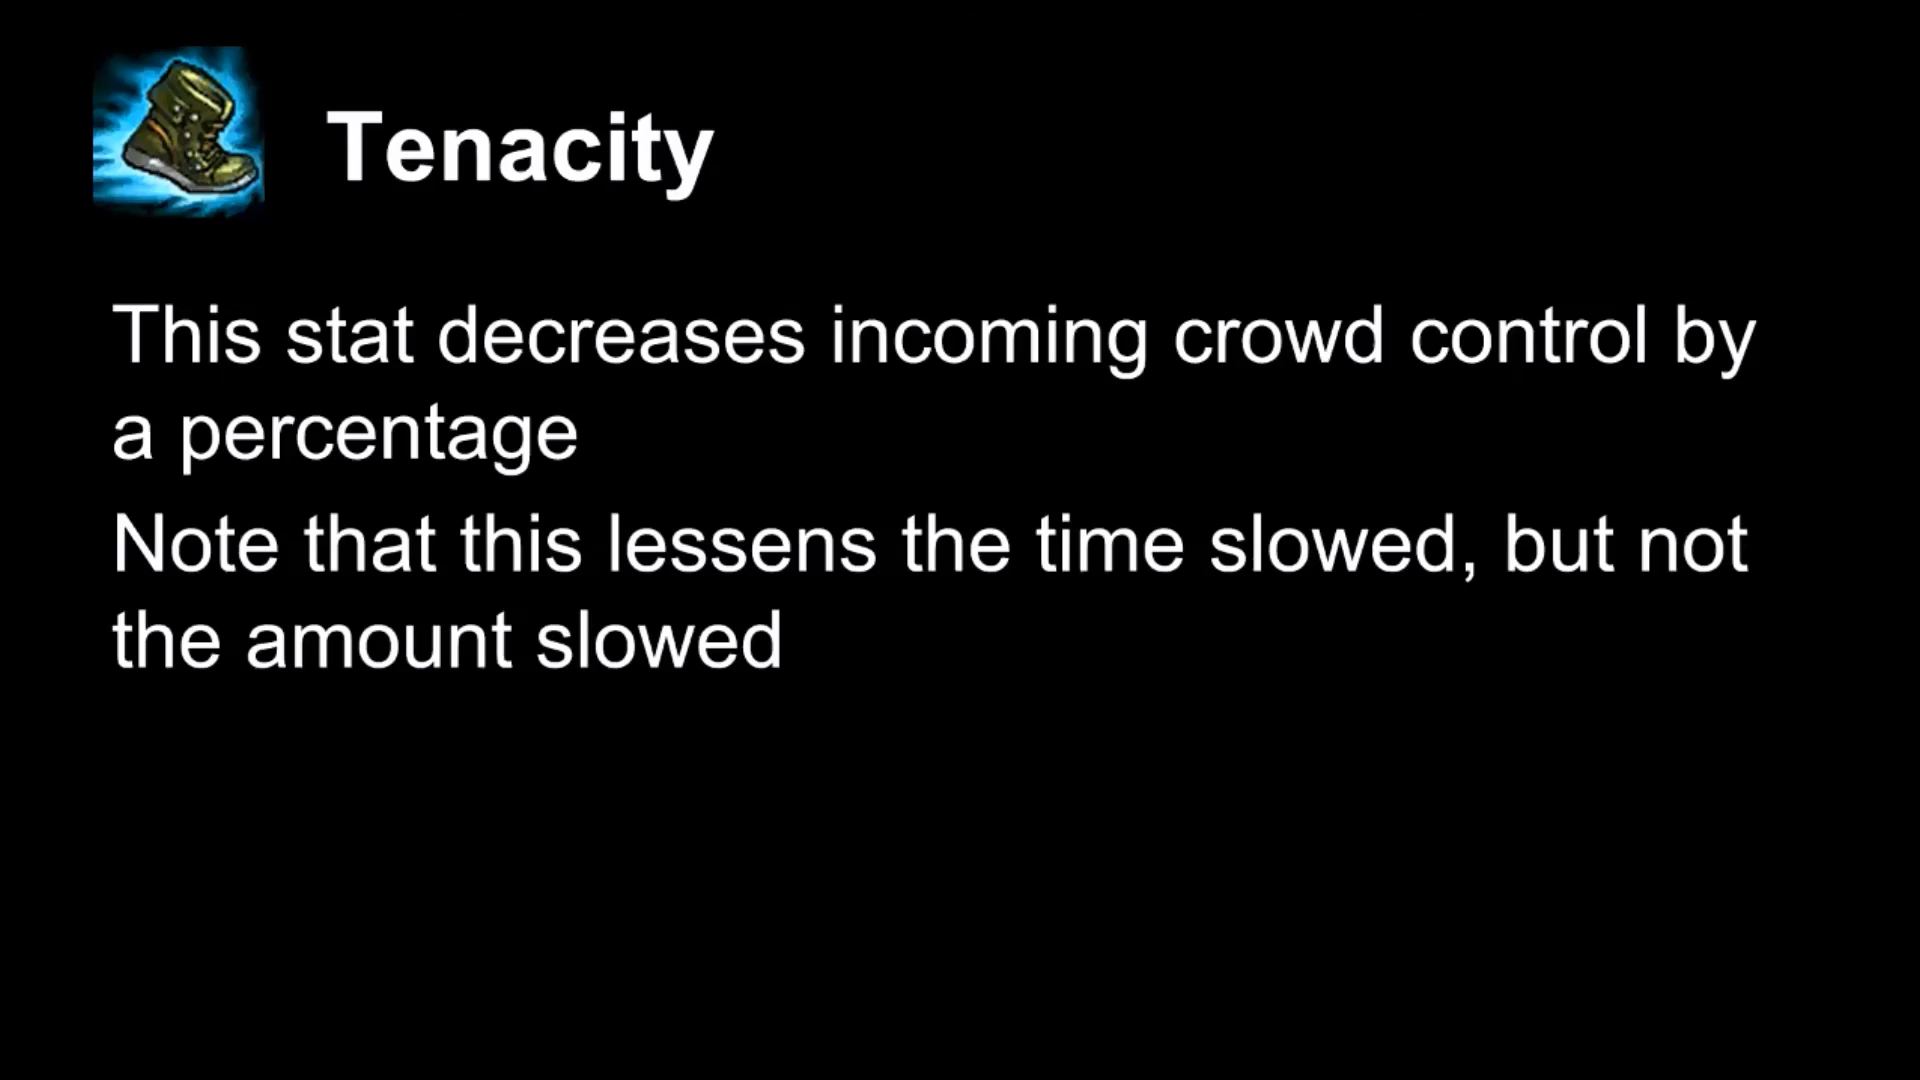 Tenacity
This stat decreases incoming crowd control by
a percentage
Note that this lessens the time slowed, but not
the amount slowed